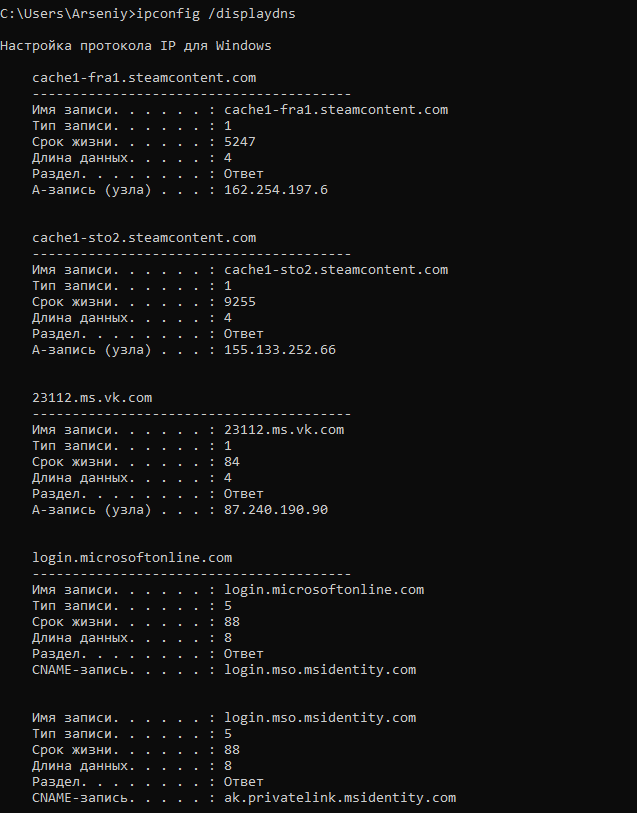 C:\Users\Arseniy>ipconfig /displaydns
Настройка протокола IP для Windows
cache1-fra1.steamcontent.com
----------------------------------------
Имя записи. . . . . . : cache1-fra1.steamcontent.com
Тип записи. . . . . . : 1
Срок жизни. . . . . . : 5247
Длина данных. . . . . : 4
Раздел. . . . . . . . : Ответ
А-запись (узла) . . . : 162.254.197.6
cache1-sto2.steamcontent.com
----------------------------------------
Имя записи. . . . . . : cache1-sto2.steamcontent.com
Тип записи. . . . . . : 1
Срок жизни. . . . . . : 9255
Длина данных. . . . . : 4
Раздел. . . . . . . . : Ответ
А-запись (узла) . . . : 155.133.252.66
23112.ms.vk.com
----------------------------------------
Имя записи. . . . . . : 23112.ms.vk.com
Тип записи. . . . . . : 1
Срок жизни. . . . . . : 84
Длина данных. . . . . : 4
Раздел. . . . . . . . : Ответ
А-запись (узла) . . . : 87.240.190.90
login.microsoftonline.com
----------------------------------------
Имя записи. . . . . . : login.microsoftonline.com
Тип записи. . . . . . : 5
Срок жизни. . . . . . : 88
Длина данных. . . . . : 8
Раздел. . . . . . . . : Ответ
CNAME-запись. . . . . : login.mso.msidentity.com
Имя записи. . . . . . : login.mso.msidentity.com
Тип записи. . . . . . : 5
Срок жизни. . . . . . : 88
Длина данных. . . . . : 8
Раздел. . . . . . . . : Ответ
CNAME-запись. . . . . : ak.privatelink.msidentity.com